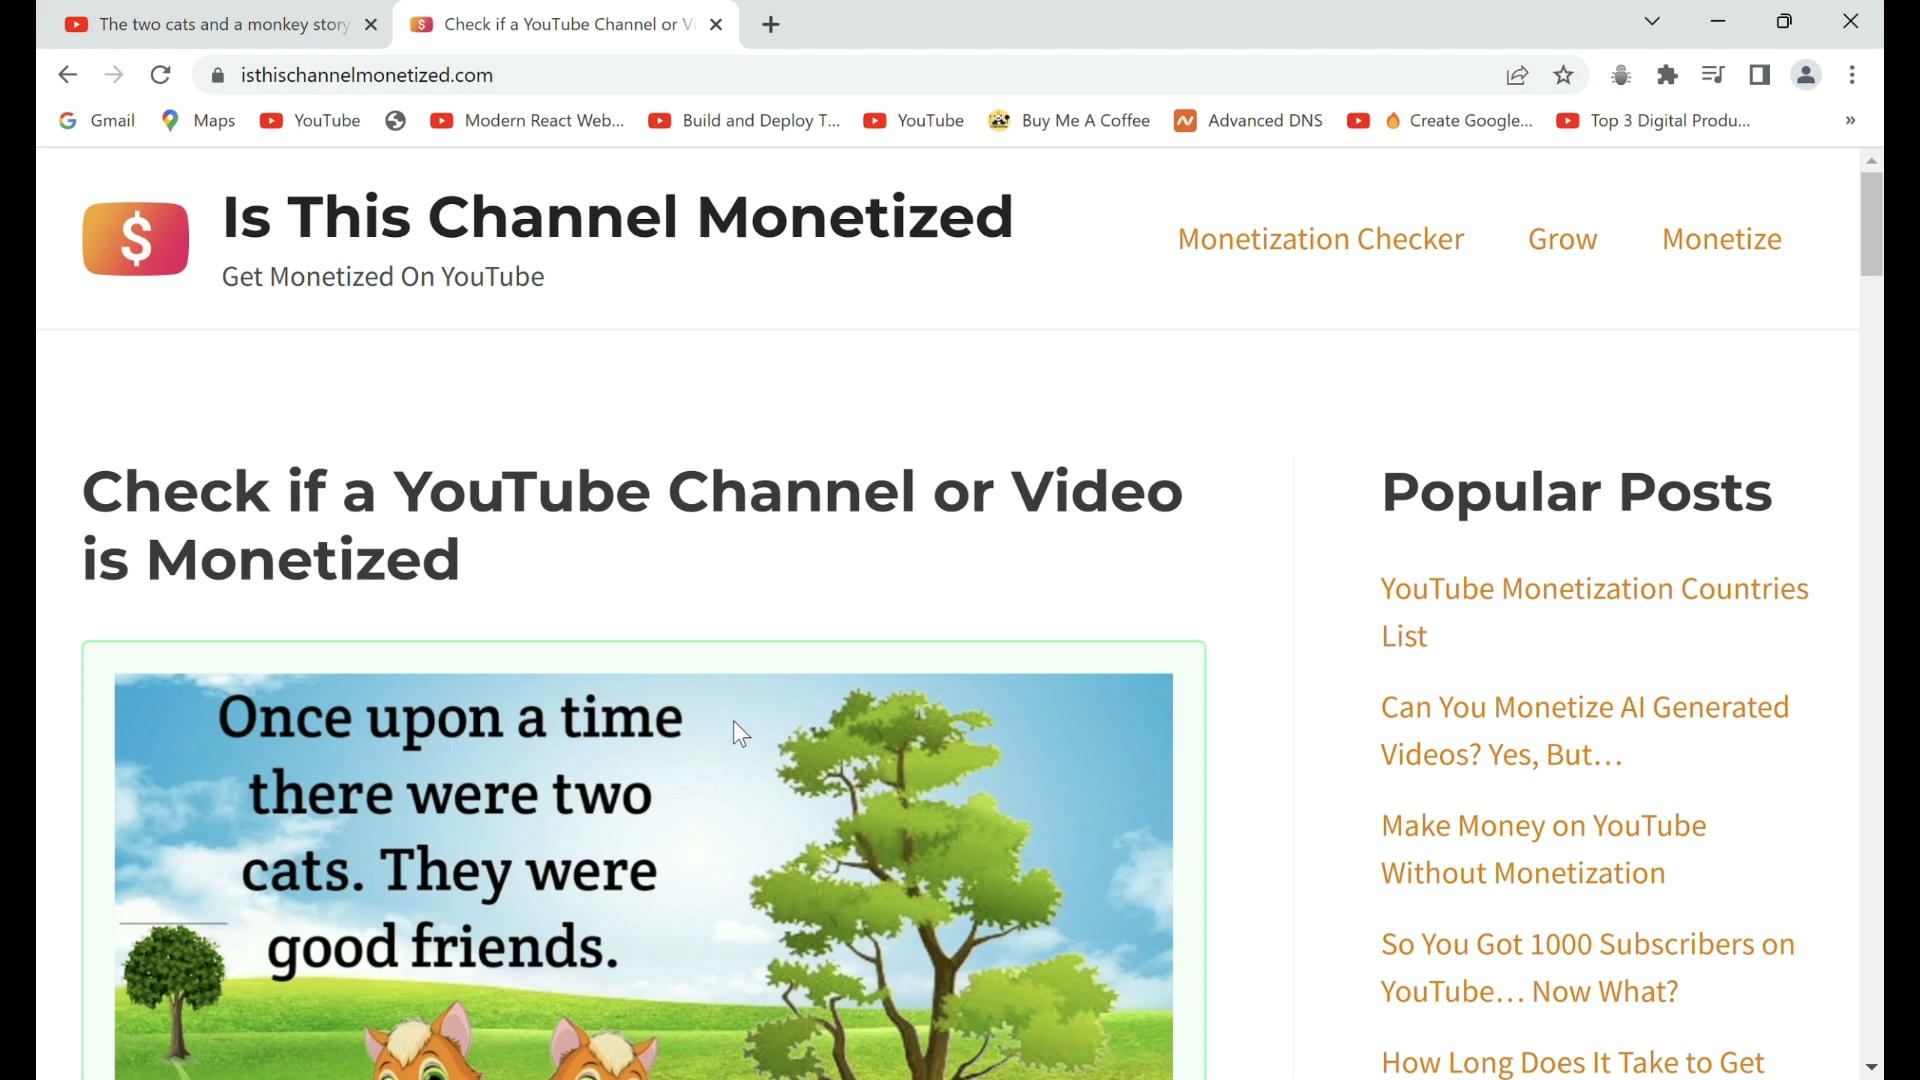 The two cats and a monkey story
Check if a YouTube Channel or Vi
isthischannelmonetized.com
Gmail
Maps
YouTube
Modern React Web...
Build and Deploy T...
YouTube
Buy Me A Coffee
Advanced DNS
Create Google...
Top 3 Digital Produ...
»
$
Is This Channel Monetized
Get Monetized On YouTube
Monetization Checker
Grow
Monetize
Check if a YouTube Channel or Video
is Monetized
Once upon a time
there were two
cats. They were
good friends.
Popular Posts
YouTube Monetization Countries
List
Can You Monetize AI Generated
Videos? Yes, But…
Make Money on YouTube
Without Monetization
So You Got 1000 Subscribers on
YouTube… Now What?
How Long Does It Take to Get